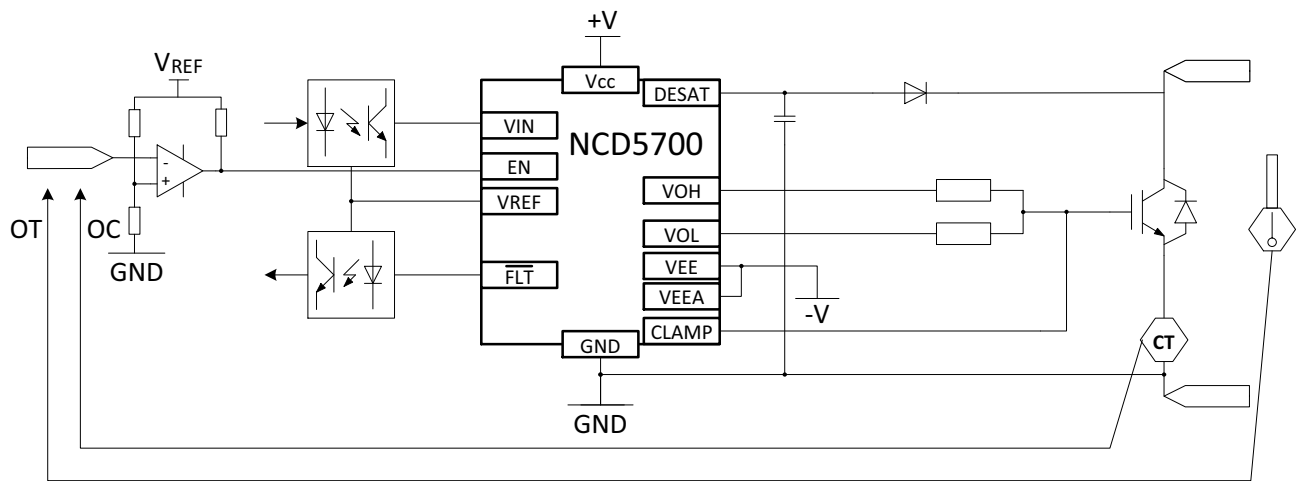 +V
VREF
Vcc
DESAT
VIN
NCD5700
EN
VREF
VOH
VOL
OT
OC
GND
FLT
VEE
VEEA
-V
CLAMP
GND
CT
GND
-
+